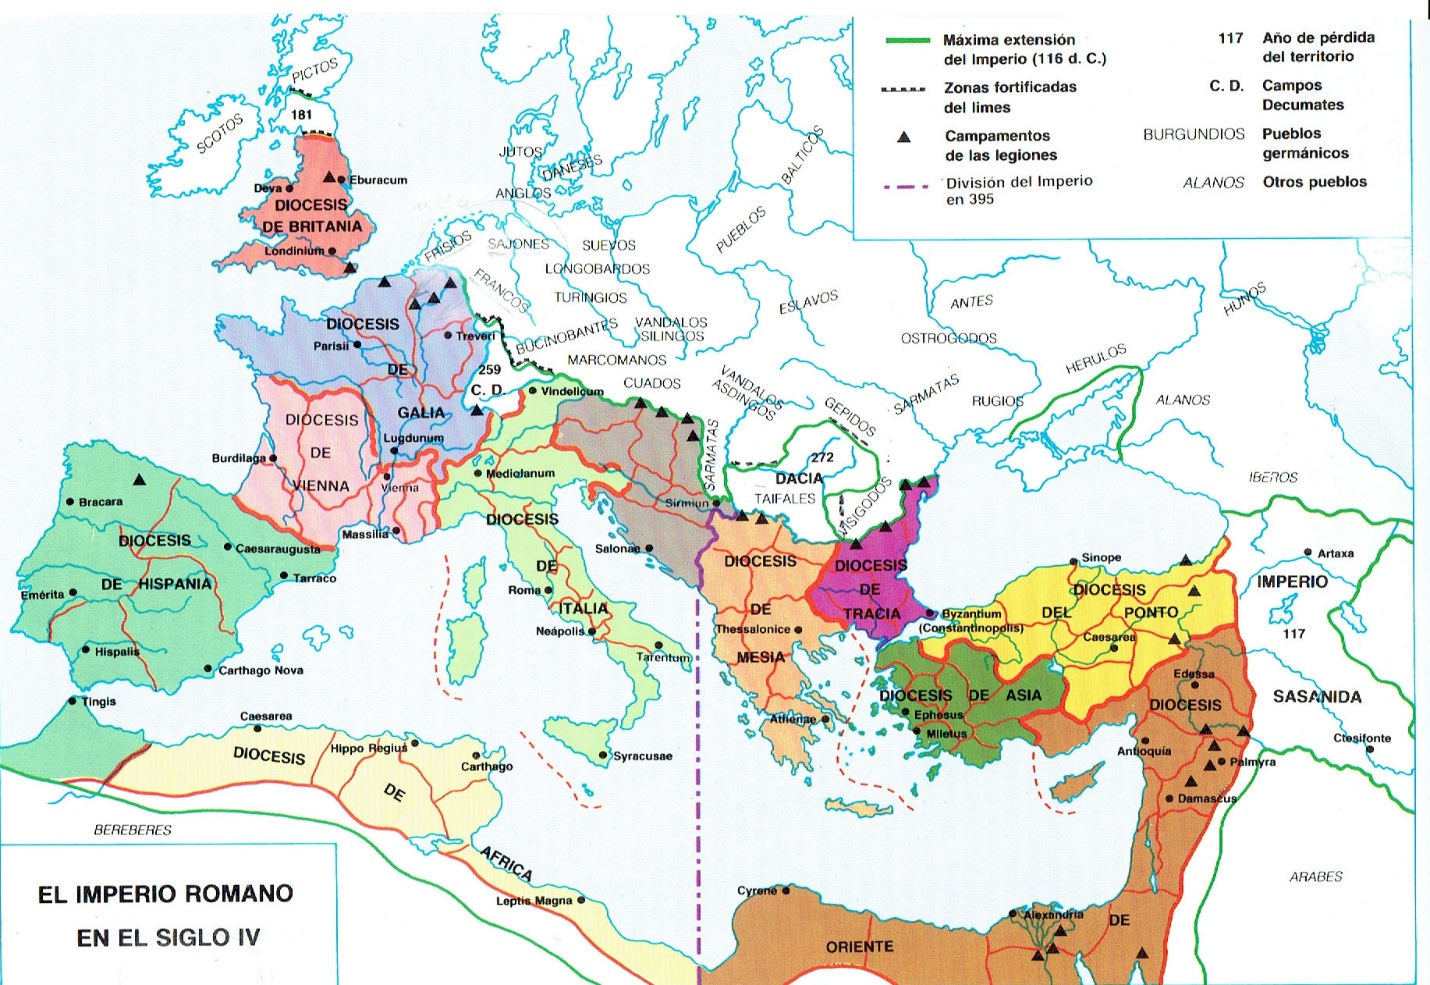 Máxima extensión
del Imperio (116 d. C.)
Zonas fortificadas
del limes
Campamentos
de las legiones
División del Imperio
en 395
117 Año de pérdida
del territorio
C. D. Campos
Decumates
BURGUNDIOS Pueblos
germánicos
ALANOS Otros pueblos
PICTOS
181
SCOTOS
Eburacum
Deva
DIOCESIS
DE BRITANIA
Londinium
JUTOS
DANESES
ANGLOS
BALTICOS
PUEBLOS
FRISIOS
SAJONES
SUEVOS
LONGOBARDOS
FRANCOS
TURINGIOS
ESLAVOS
ANTES
HUNOS
BUCINOBANTES
VANDALOS
SILINGOS
OSTROGODOS
MARCOMANOS
CUADOS
VANDALOS
ASDINGOS
HERULOS
SARMATAS
RUGIOS
ALANOS
GEPIDOS
SARMATAS
IBEROS
DIOCESIS
Parisii
Treveri
DE
259
C. D.
GALIA
Lugdunum
Vindelicum
DIOCESIS
DE
VIENNA
Burdilaga
Vienna
Massilia
Mediolanum
272
DACIA
TAIFALES
VISIGODOS
Sirmiun
Bracara
DIOCESIS
Caesaraugusta
DE HISPANIA
Tarraco
Emérita
Hispalis
Carthago Nova
Tingis
DIOCESIS
DE
ITALIA
Salonae
Roma
Neápolis
Tarentum
Syracusae
DIOCESIS
DE
Thessalonice
MESIA
Athenae
DIOCESIS
DE
TRACIA
Byzantium
(Constantinopolis)
Sinope
DIOCESIS
DEL PONTO
Caesarea
Artaxa
IMPERIO
117
SASANIDA
Ctesifonte
DIOCESIS DE ASIA
Ephesus
Miletus
Edessa
DIOCESIS
Antioquía
Palmyra
Damascus
Caesarea
DIOCESIS
Hippo Regius
Carthago
DE
AFRICA
Leptis Magna
BEREBERES
Cyrene
Alexandria
DE
ORIENTE
ARABES
EL IMPERIO ROMANO
EN EL SIGLO IV